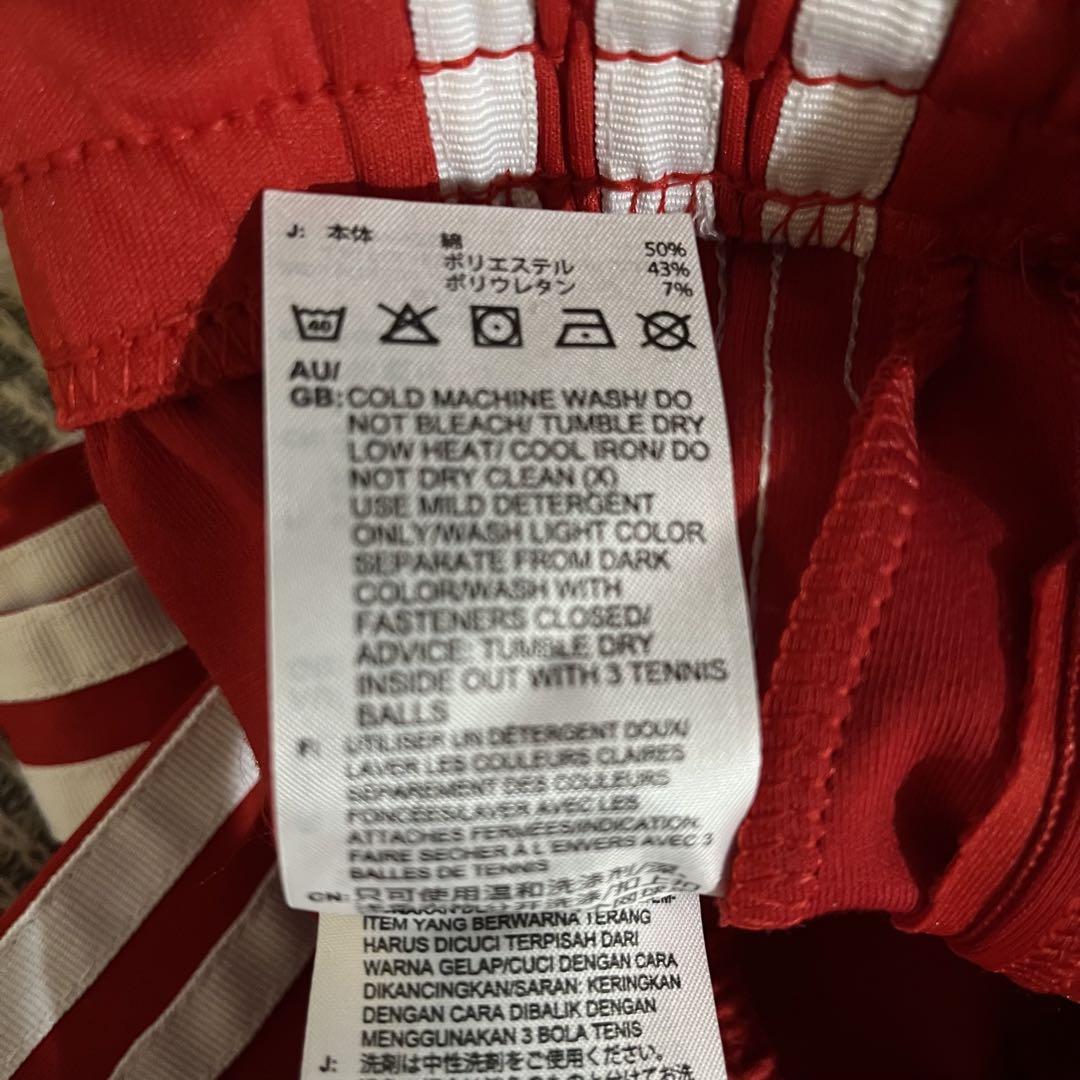 J: 本体 綿 50%
ポリエステル 43%
ポリウレタン 7%
40
AU/
GB: COLD MACHINE WASH/ DO
NOT BLEACH/ TUMBLE DRY
LOW HEAT/ COOL IRON/ DO
NOT DRY CLEAN (X)
USE MILD DETERGENT
ONLY/WASH LIGHT COLOR
SEPARATE FROM DARK
COLOR/WASH WITH
FASTENERS CLOSED/
ADVICE: TUMBLE DRY
INSIDE OUT WITH 3 TENNIS
BALLS
F: UTILISER UN DÉTERGENT DOUX/
LAVER LES COULEURS CLAIRES
SÉPAREMENT DES COULEURS
FONCÉES/LAVER AVEC LES
ATTACHES FERMÉES/INDICATION:
FAIRE SECHER A L'ENVERS AVEC 3
BALLES DE TENNIS
CN: 只可使用温和洗涤剂/
ITEM YANG BERWARNA TERANG
HARUS DICUCI TERPISAH DARI
WARNA GELAP/CUCI DENGAN CARA
DIKANCINGKAN/SARAN: KERINGKAN
DENGAN CARA DIBALIK DENGAN
MENGGUNAKAN 3 BOLA TENIS
J: 洗剤は中性洗剤をご使用ください。